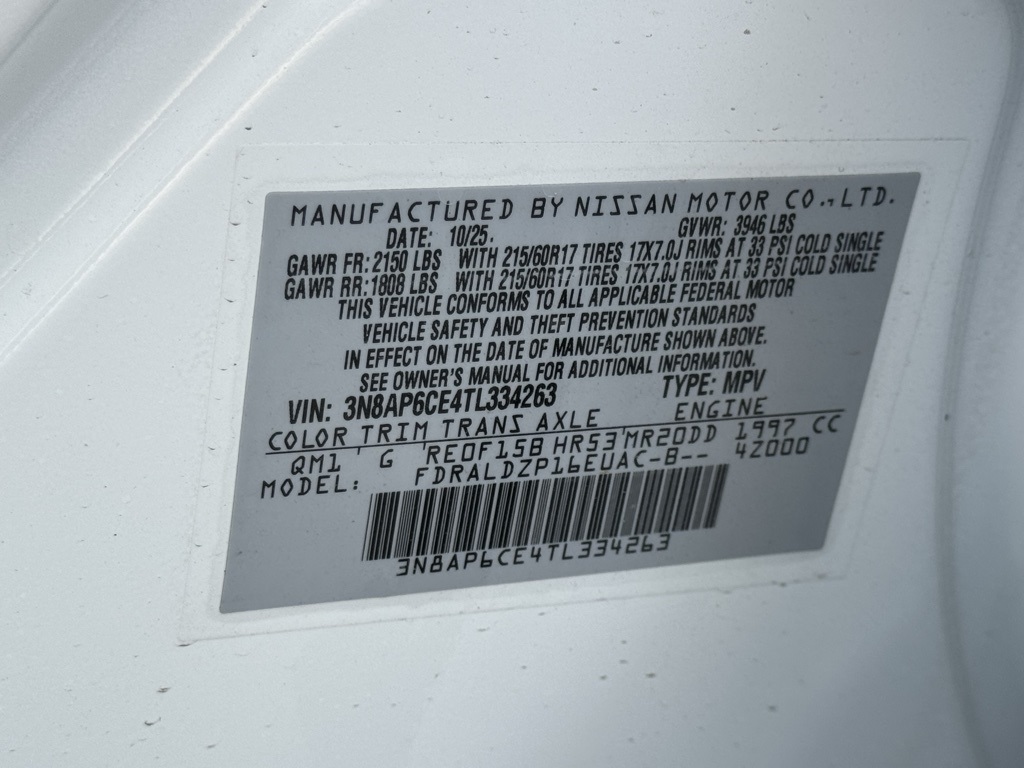 MANUFACTURED BY NISSAN MOTOR CO., LTD.
DATE: 10/25. GVWR: 3946 LBS
GAWR FR: 2150 LBS WITH 215/60R17 TIRES 17X7.0J RIMS AT 33 PSI COLD SINGLE
GAWR RR: 1808 LBS WITH 215/60R17 TIRES 17X7.0J RIMS AT 33 PSI COLD SINGLE
THIS VEHICLE CONFORMS TO ALL APPLICABLE FEDERAL MOTOR
VEHICLE SAFETY AND THEFT PREVENTION STANDARDS
IN EFFECT ON THE DATE OF MANUFACTURE SHOWN ABOVE.
SEE OWNER'S MANUAL FOR ADDITIONAL INFORMATION.
VIN: 3N8AP6CE4TL334263 TYPE: MPV
COLOR TRIM TRANS AXLE ENGINE
QM1 G RE0F15B HR53 MR20DD 1997 CC
MODEL: FDRALDZP16EUAC-B-- 42000
3N8AP6CE4TL334263